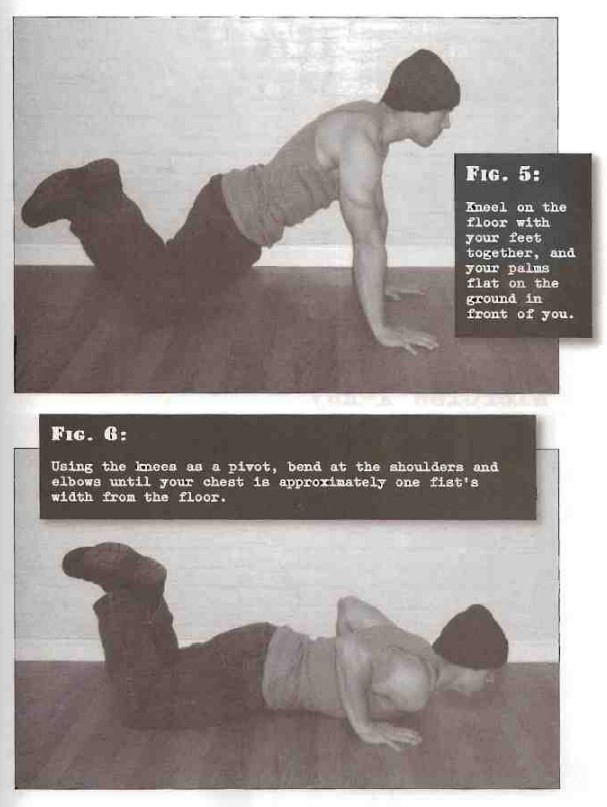 FIG. 5:
Kneel on the
floor with
your feet
together, and
your palms
flat on the
ground in
front of you.
FIG. 6:
Using the knees as a pivot, bend at the shoulders and
elbows until your chest is approximately one fist's
width from the floor.